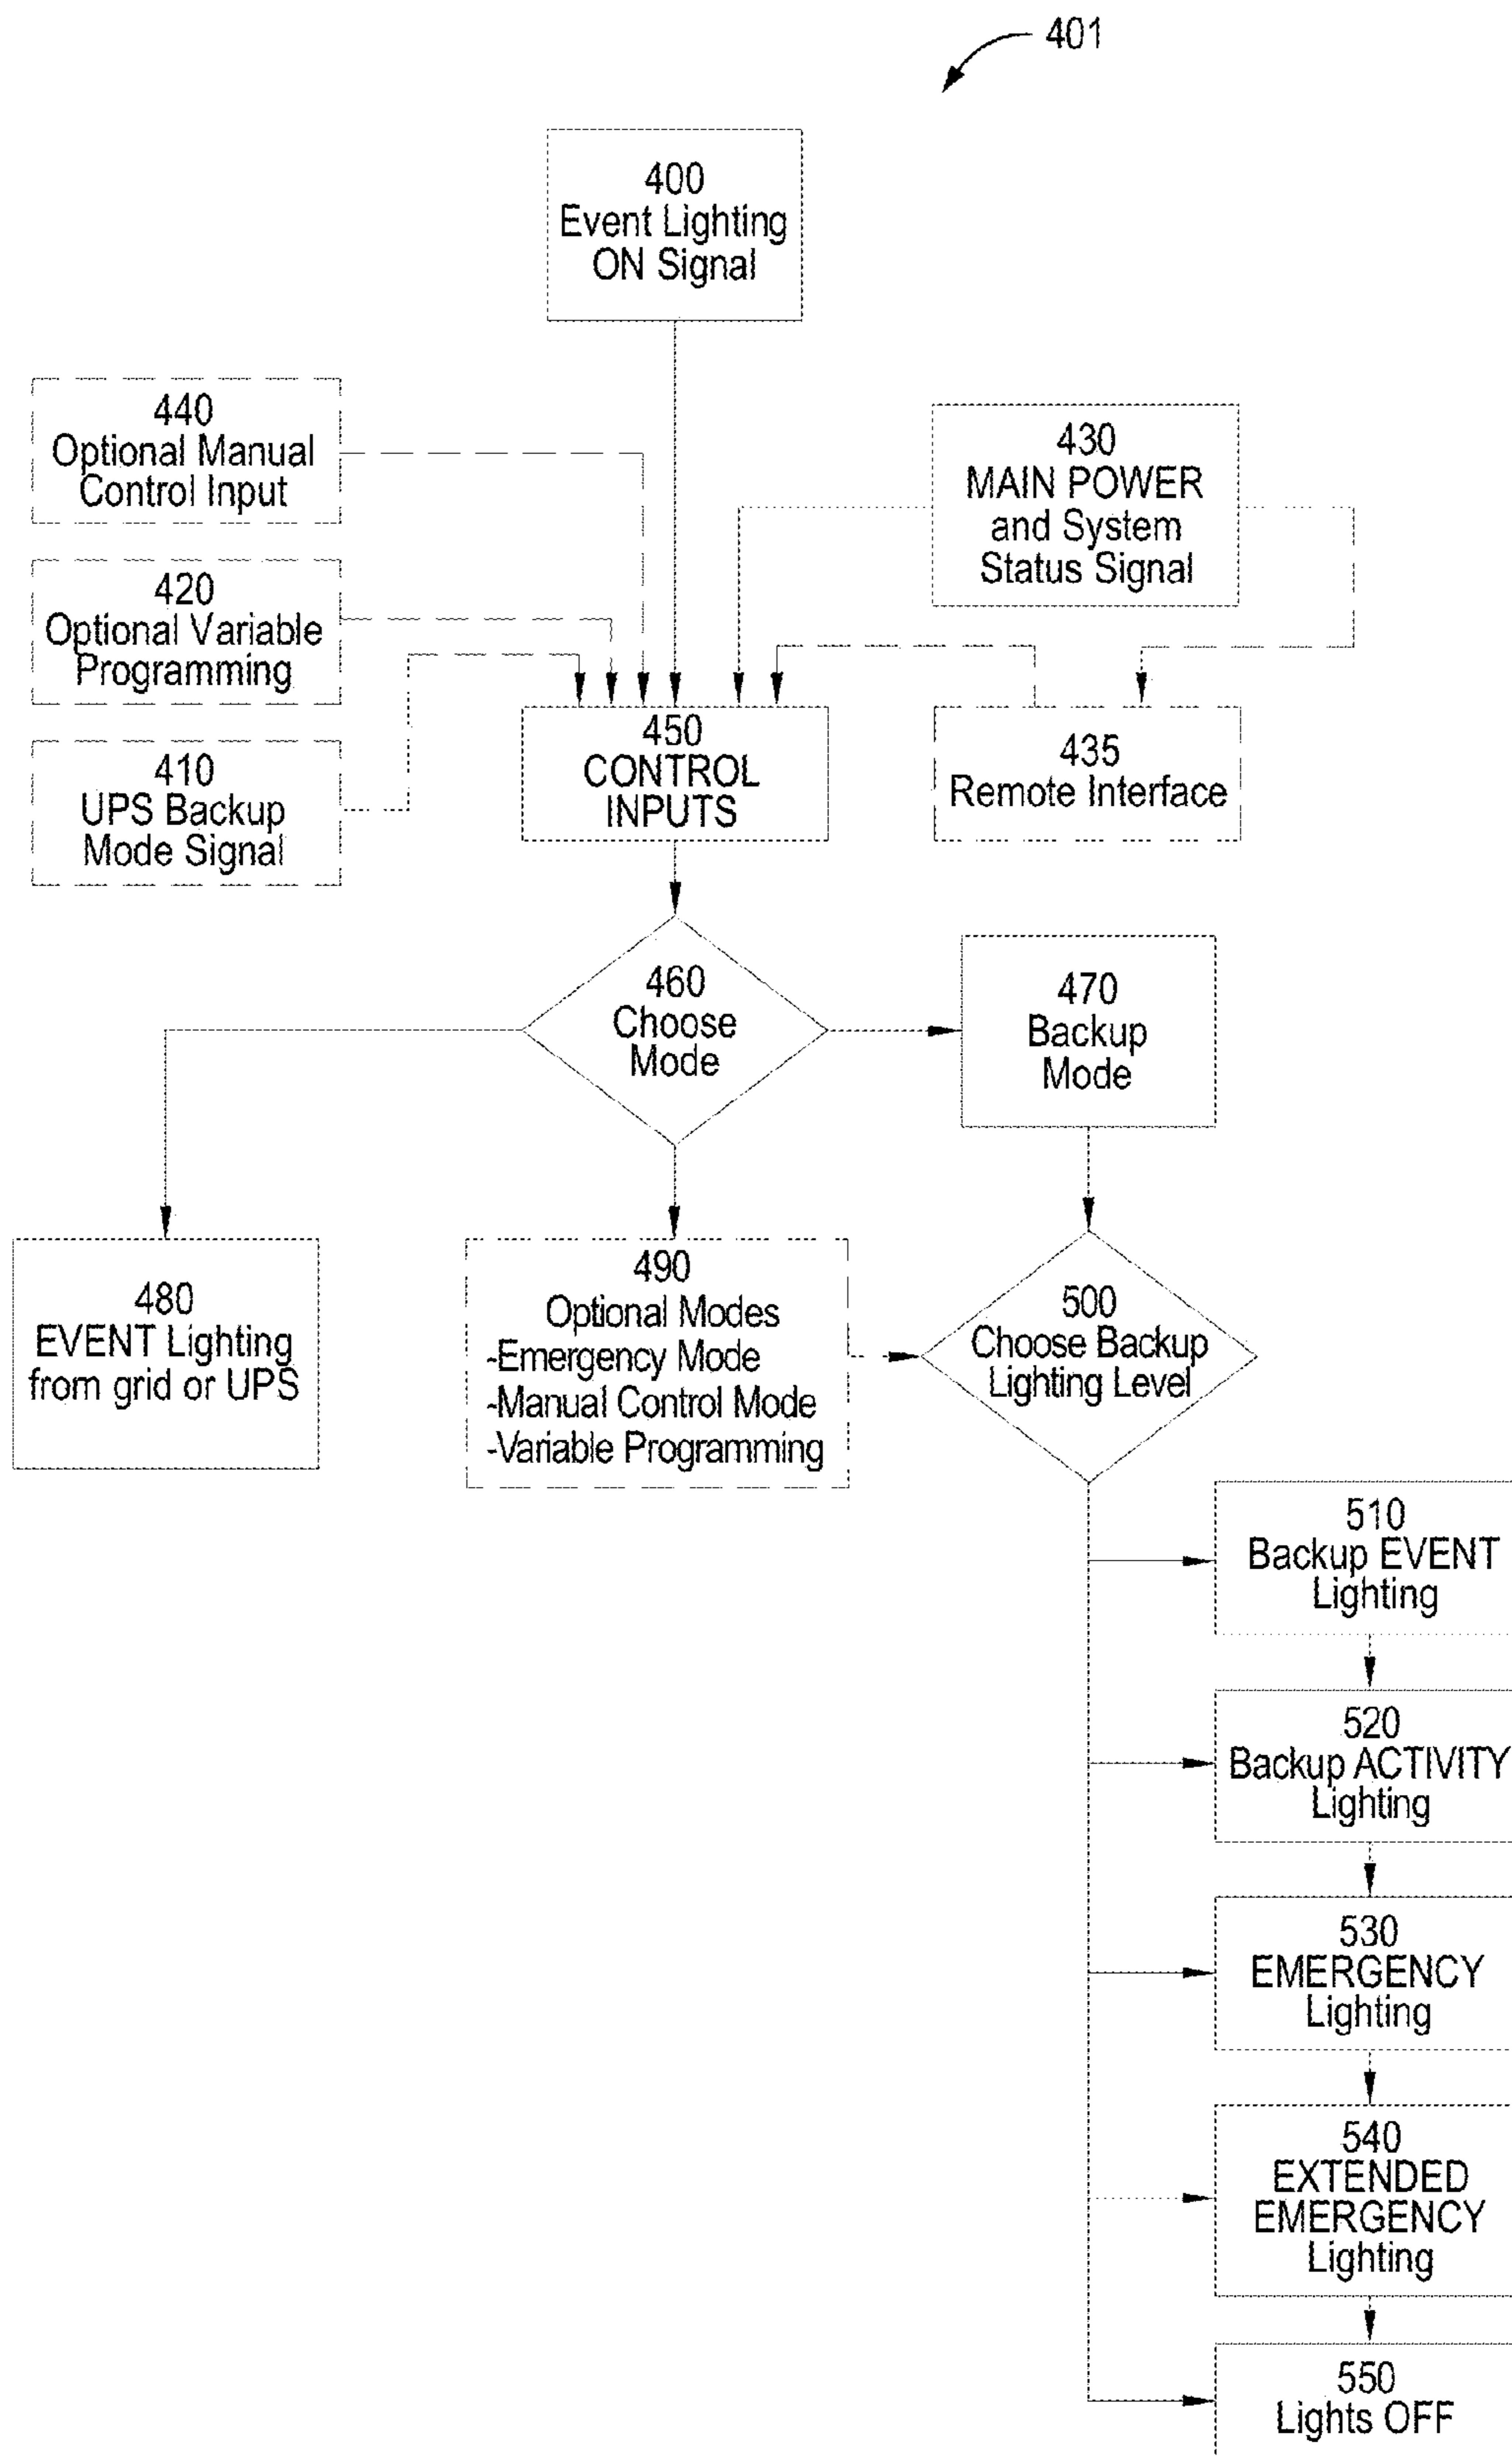 401
400
Event Lighting
ON Signal
440
Optional Manual
Control Input
430
MAIN POWER
and System
Status Signal
420
Optional Variable
Programming
410
UPS Backup
Mode Signal
450
CONTROL
INPUTS
435
Remote Interface
460
Choose
Mode
470
Backup
Mode
480
EVENT Lighting
from grid or UPS
490
Optional Modes
-Emergency Mode
-Manual Control Mode
-Variable Programming
500
Choose Backup
Lighting Level
510
Backup EVENT
Lighting
520
Backup ACTIVITY
Lighting
530
EMERGENCY
Lighting
540
EXTENDED
EMERGENCY
Lighting
550
Lights OFF